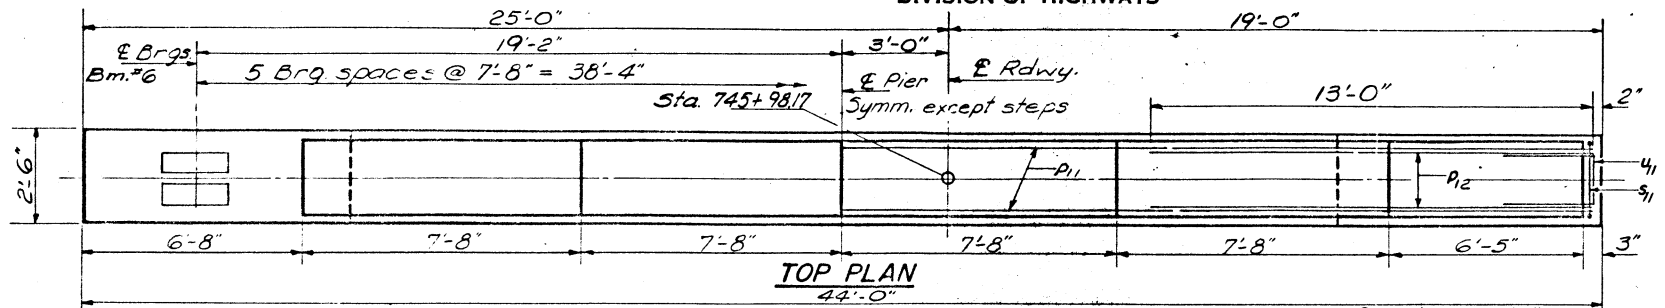 DIVISION OF HIGHWAYS
25'-0" 19'-0"
19'-2" 3'-0"
℄ Brgs.
Bm. #6
5 Brg. spaces @ 7'-8" = 38'-4"
℄ Pier
℄ Rdwy.
Sta. 745+98.17
Symm. except steps
13'-0" 2"
2'-6"
p11
p12
u11
s11
6'-8" 7'-8" 7'-8" 7'-8" 7'-8" 6'-5" 3"
TOP PLAN
44'-0"